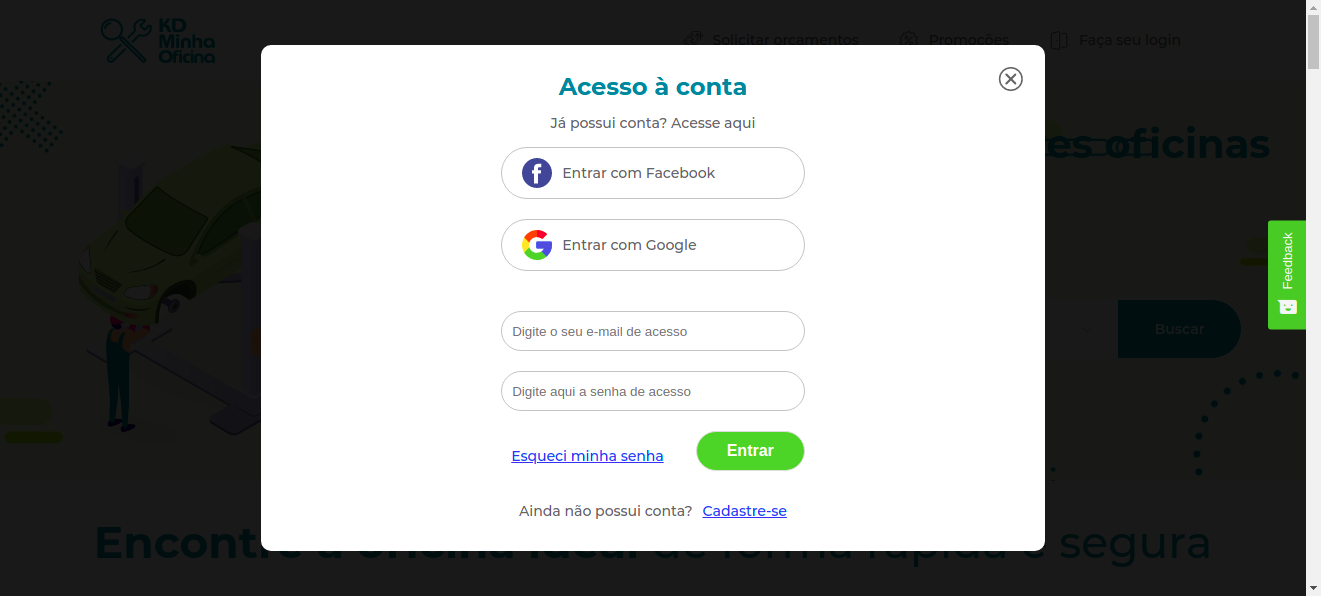 KD
Minha
Oficina
Solicitar orçamentos
Promoções
Faça seu login
Acesso à conta
Já possui conta? Acesse aqui
Entrar com Facebook
Entrar com Google
es oficinas
Feedback
Buscar
Digite o seu e-mail de acesso
Digite aqui a senha de acesso
Esqueci minha senha
Entrar
Ainda não possui conta? Cadastre-se
Encontre a oficina ideal de forma rápida e segura